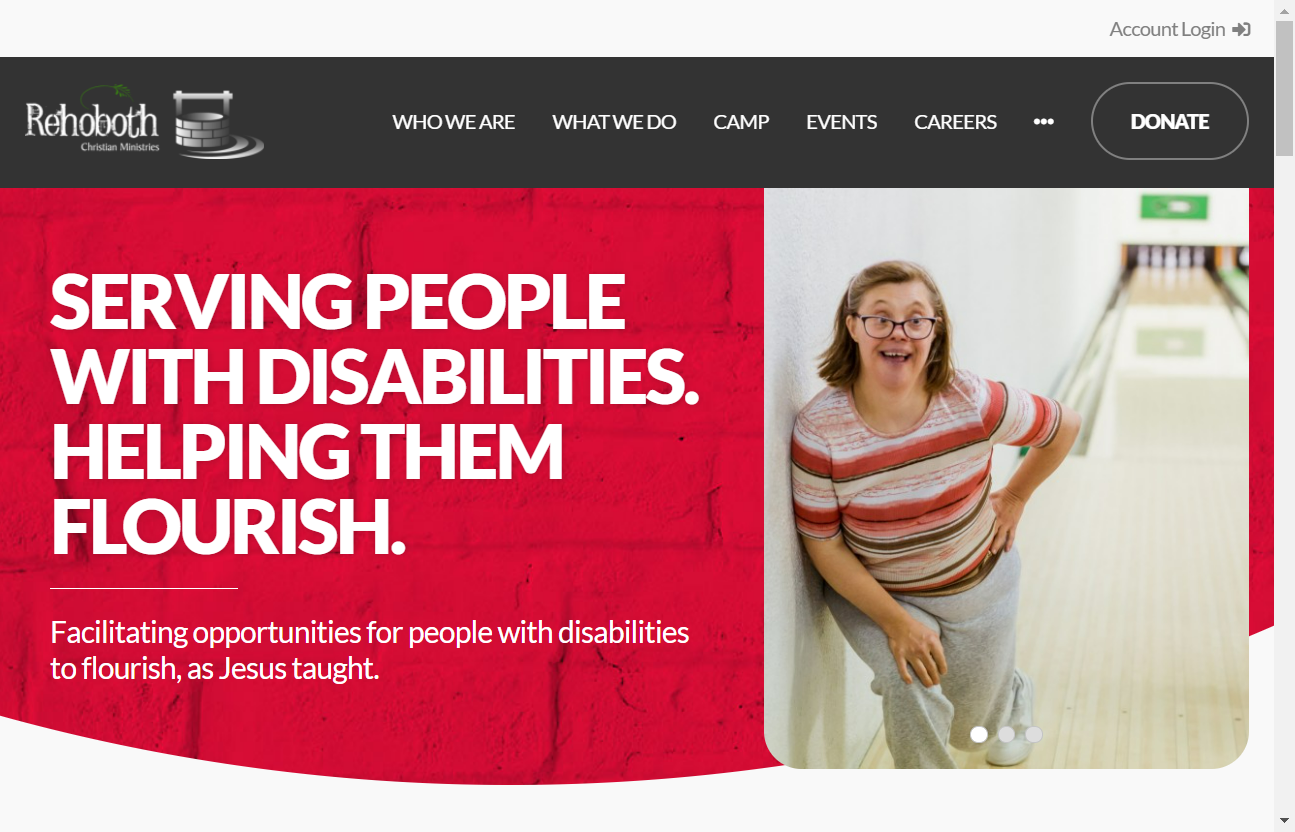 Account Login
Rehoboth
Christian Ministries
WHO WE ARE
WHAT WE DO
CAMP
EVENTS
CAREERS
•••
DONATE
SERVING PEOPLE
WITH DISABILITIES.
HELPING THEM
FLOURISH.
Facilitating opportunities for people with disabilities
to flourish, as Jesus taught.